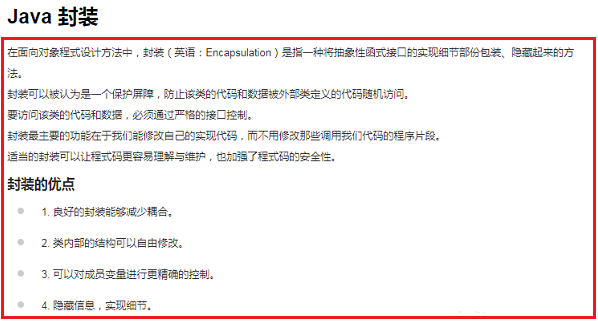 Java 封装
在面向对象程式设计方法中，封装（英语：Encapsulation）是指一种将抽象性函式接口的实现细节部份包装、隐藏起来的方
法。
封装可以被认为是一个保护屏障，防止该类的代码和数据被外部类定义的代码随机访问。
要访问该类的代码和数据，必须通过严格的接口控制。
封装最主要的功能在于我们能修改自己的实现代码，而不用修改那些调用我们代码的程序片段。
适当的封装可以让程式码更容易理解与维护，也加强了程式码的安全性。
封装的优点
1. 良好的封装能够减少耦合。
2. 类内部的结构可以自由修改。
3. 可以对成员变量进行更精确的控制。
4. 隐藏信息，实现细节。